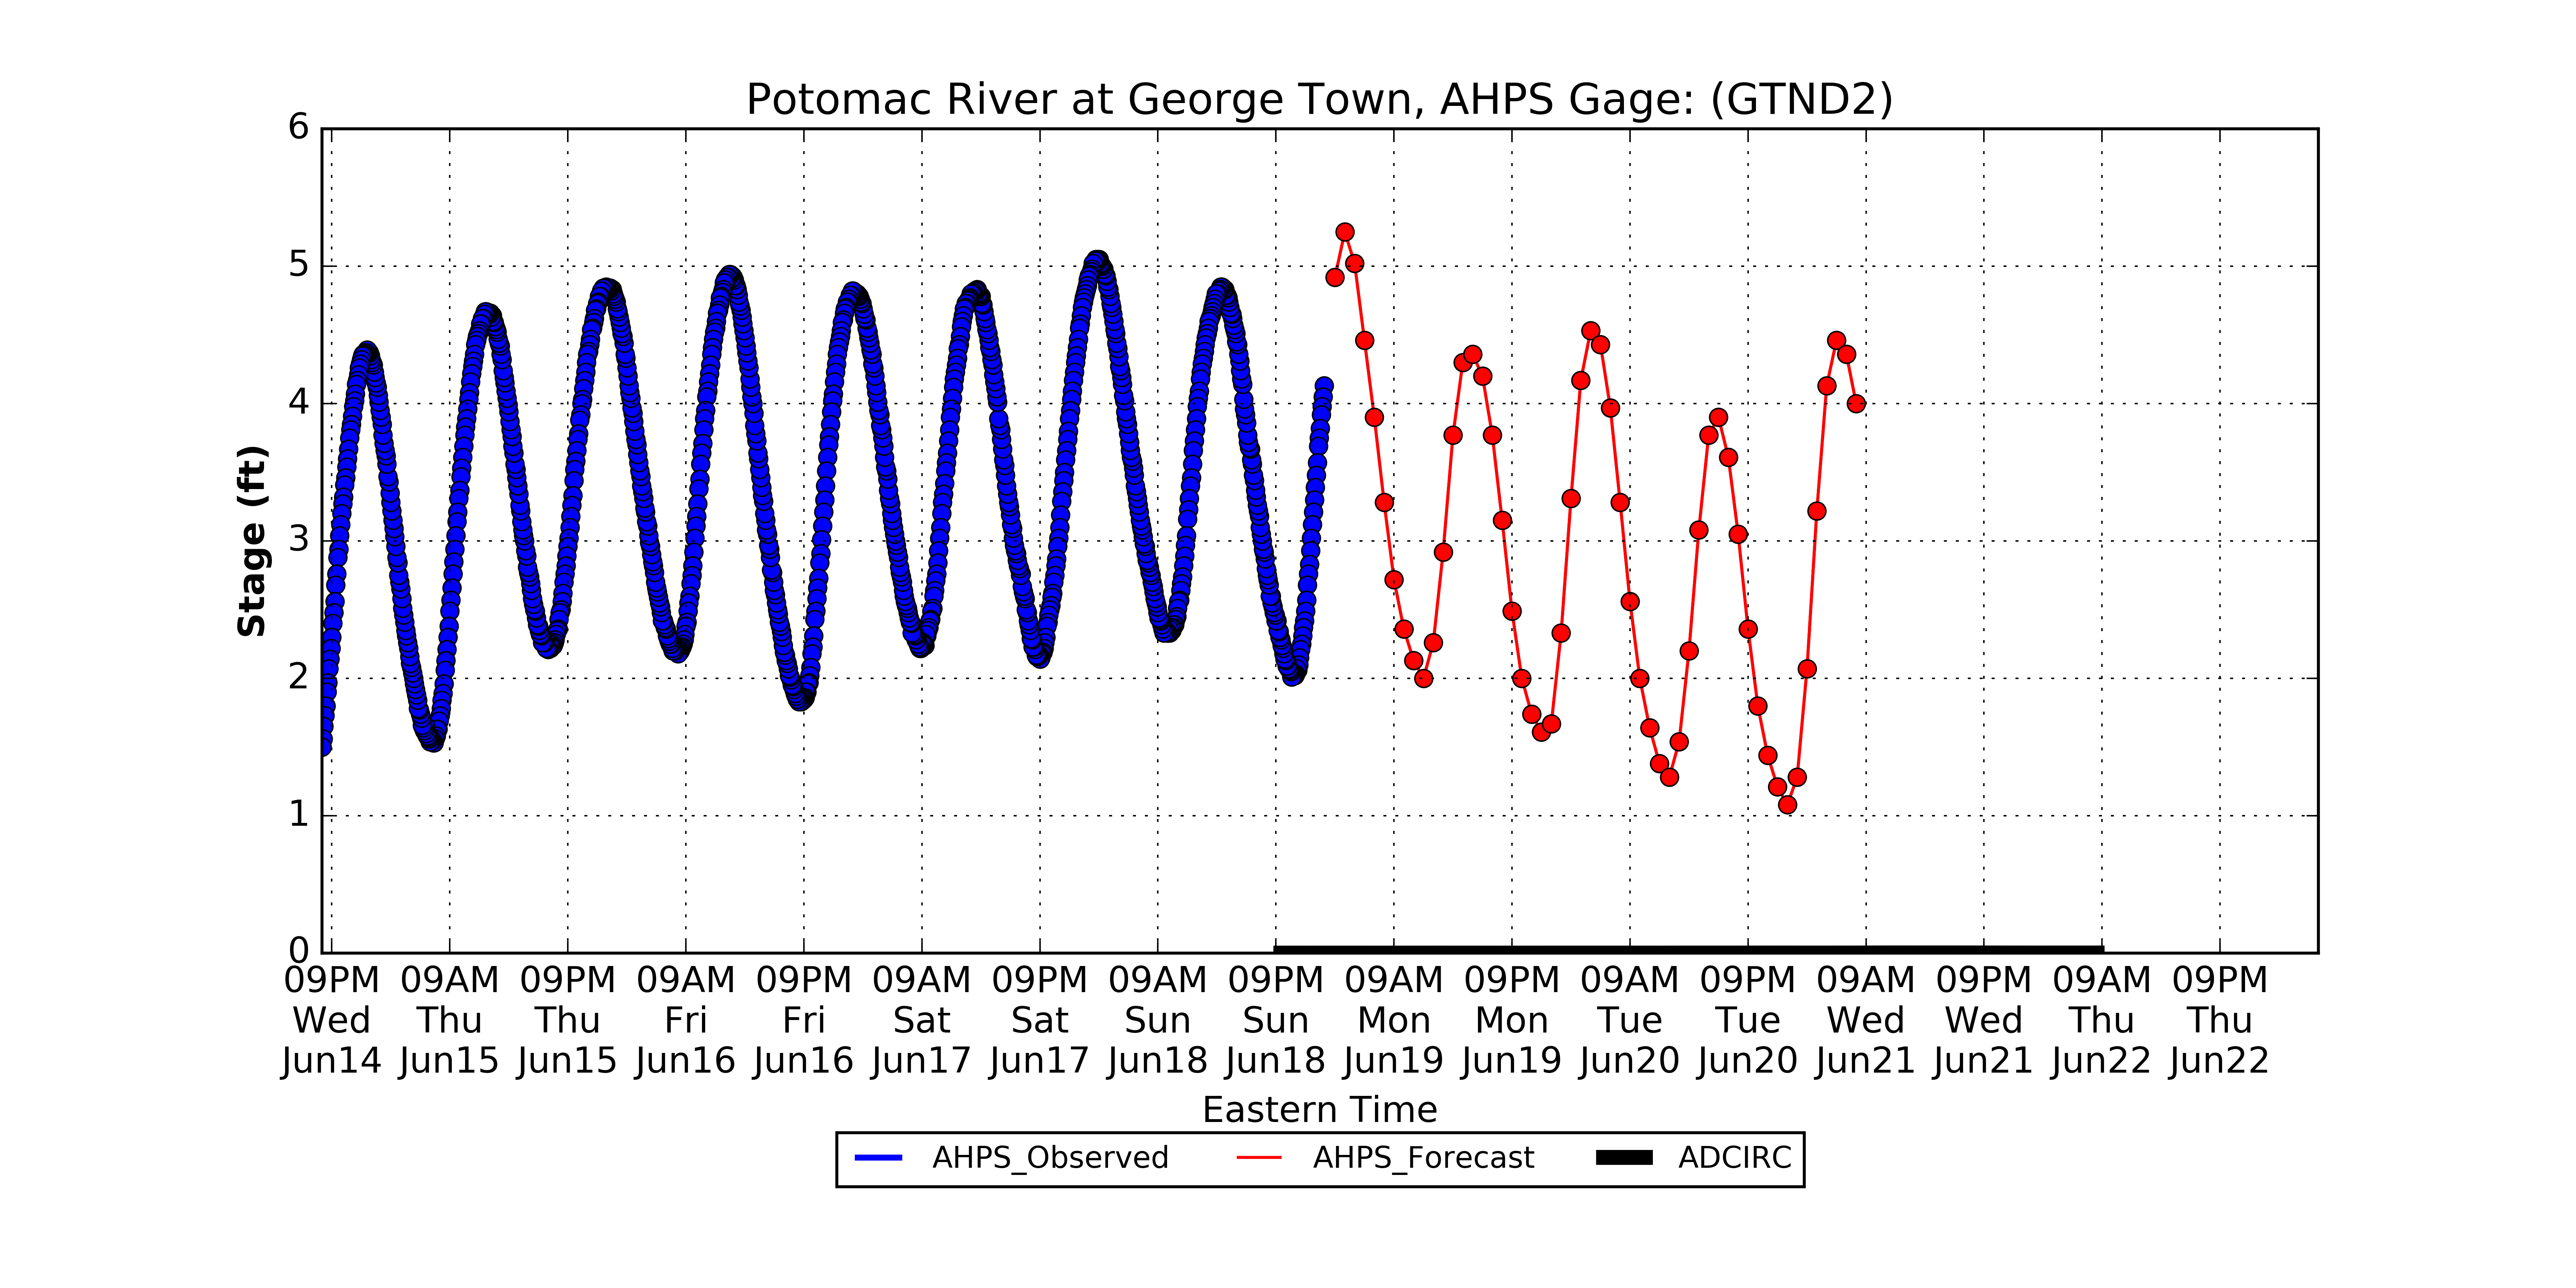 Potomac River at George Town, AHPS Gage: (GTND2)
6
5
4
3
2
1
0
Stage (ft)
09PM 09AM 09PM 09AM 09PM 09AM 09PM 09AM 09PM 09AM 09PM 09AM 09PM 09AM 09PM 09AM 09PM
Wed Thu Thu Fri Fri Sat Sat Sun Sun Mon Mon Tue Tue Wed Wed Thu Thu
Jun14 Jun15 Jun15 Jun16 Jun16 Jun17 Jun17 Jun18 Jun18 Jun19 Jun19 Jun20 Jun20 Jun21 Jun21 Jun22 Jun22
Eastern Time
AHPS_Observed AHPS_Forecast ADCIRC